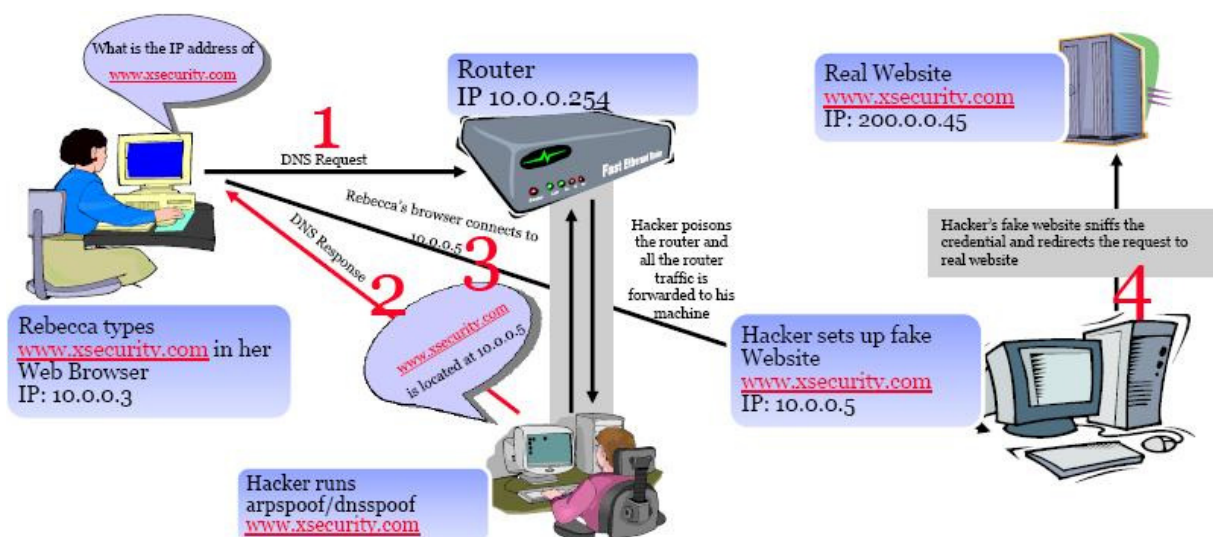 What is the IP address of
www.xsecurity.com
1
DNS Request
Router
IP 10.0.0.254
Fast Ethernet Router
Real Website
www.xsecurity.com
IP: 200.0.0.45
Rebecca's browser connects to
10.0.0.5
3
DNS Response
2
Hacker poisons
the router and
all the router
traffic is
forwarded to his
machine
Hacker's fake website sniffs the
credential and redirects the request to
real website
4
Rebecca types
www.xsecurity.com in her
Web Browser
IP: 10.0.0.3
www.xsecurity.com
is located at 10.0.0.5
Hacker sets up fake
Website
www.xsecurity.com
IP: 10.0.0.5
Hacker runs
arpspoof/dnsspoof
www.xsecurity.com